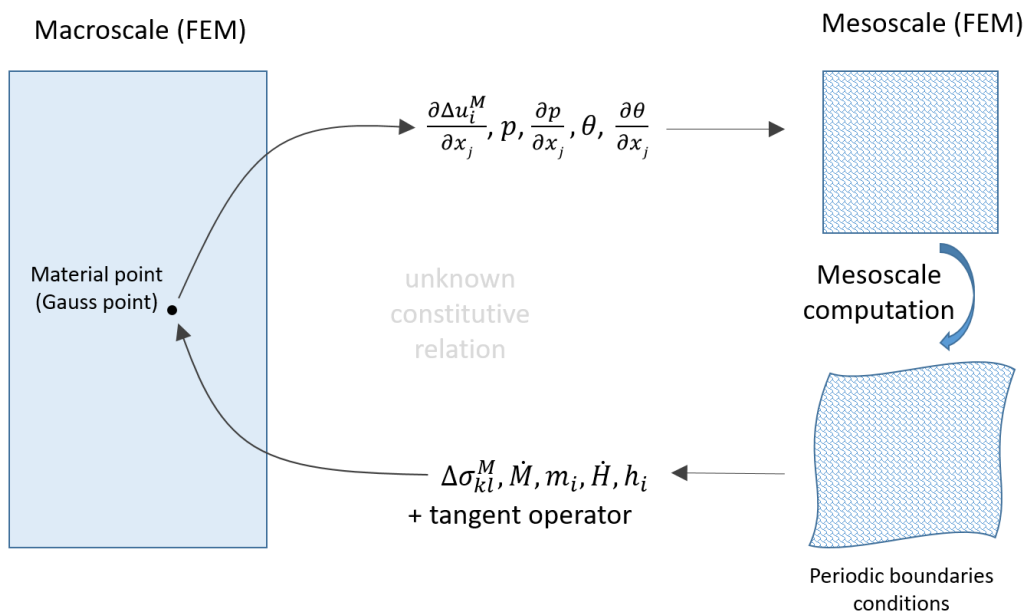 Macroscale (FEM)
Mesoscale (FEM)
∂Δu_i^M/∂x_j, p, ∂p/∂x_j, θ, ∂θ/∂x_j
Material point
(Gauss point)
unknown
constitutive
relation
Mesoscale
computation
Δσ_kl^M, Ṁ, m_i, Ḣ, h_i
+ tangent operator
Periodic boundaries
conditions